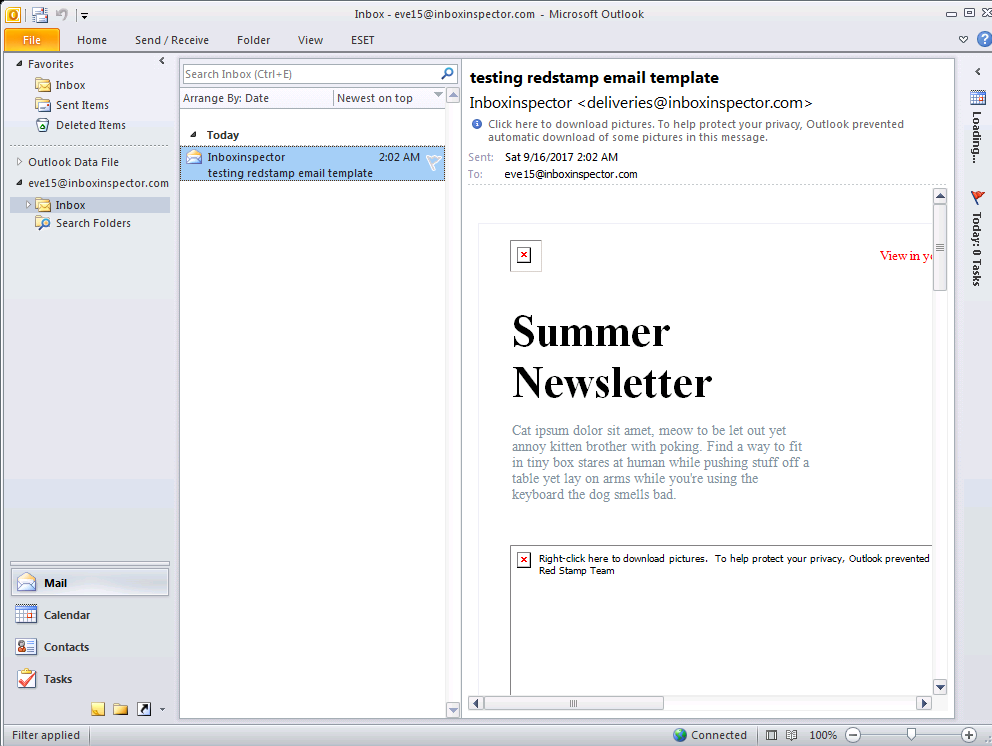 Inbox - eve15@inboxinspector.com - Microsoft Outlook
File Home Send / Receive Folder View ESET
Favorites
Inbox
Sent Items
Deleted Items
Outlook Data File
eve15@inboxinspector.com
Inbox
Search Folders
Mail
Calendar
Contacts
Tasks
Search Inbox (Ctrl+E)
Arrange By: Date Newest on top
Today
Inboxinspector 2:02 AM
testing redstamp email template
testing redstamp email template
Inboxinspector <deliveries@inboxinspector.com>
Click here to download pictures. To help protect your privacy, Outlook prevented
automatic download of some pictures in this message.
Sent: Sat 9/16/2017 2:02 AM
To: eve15@inboxinspector.com
View in yo
Summer
Newsletter
Cat ipsum dolor sit amet, meow to be let out yet
annoy kitten brother with poking. Find a way to fit
in tiny box stares at human while pushing stuff off a
table yet lay on arms while you're using the
keyboard the dog smells bad.
Right-click here to download pictures. To help protect your privacy, Outlook prevented
Red Stamp Team
Loading...
Today: 0 Tasks
Filter applied
Connected
100%